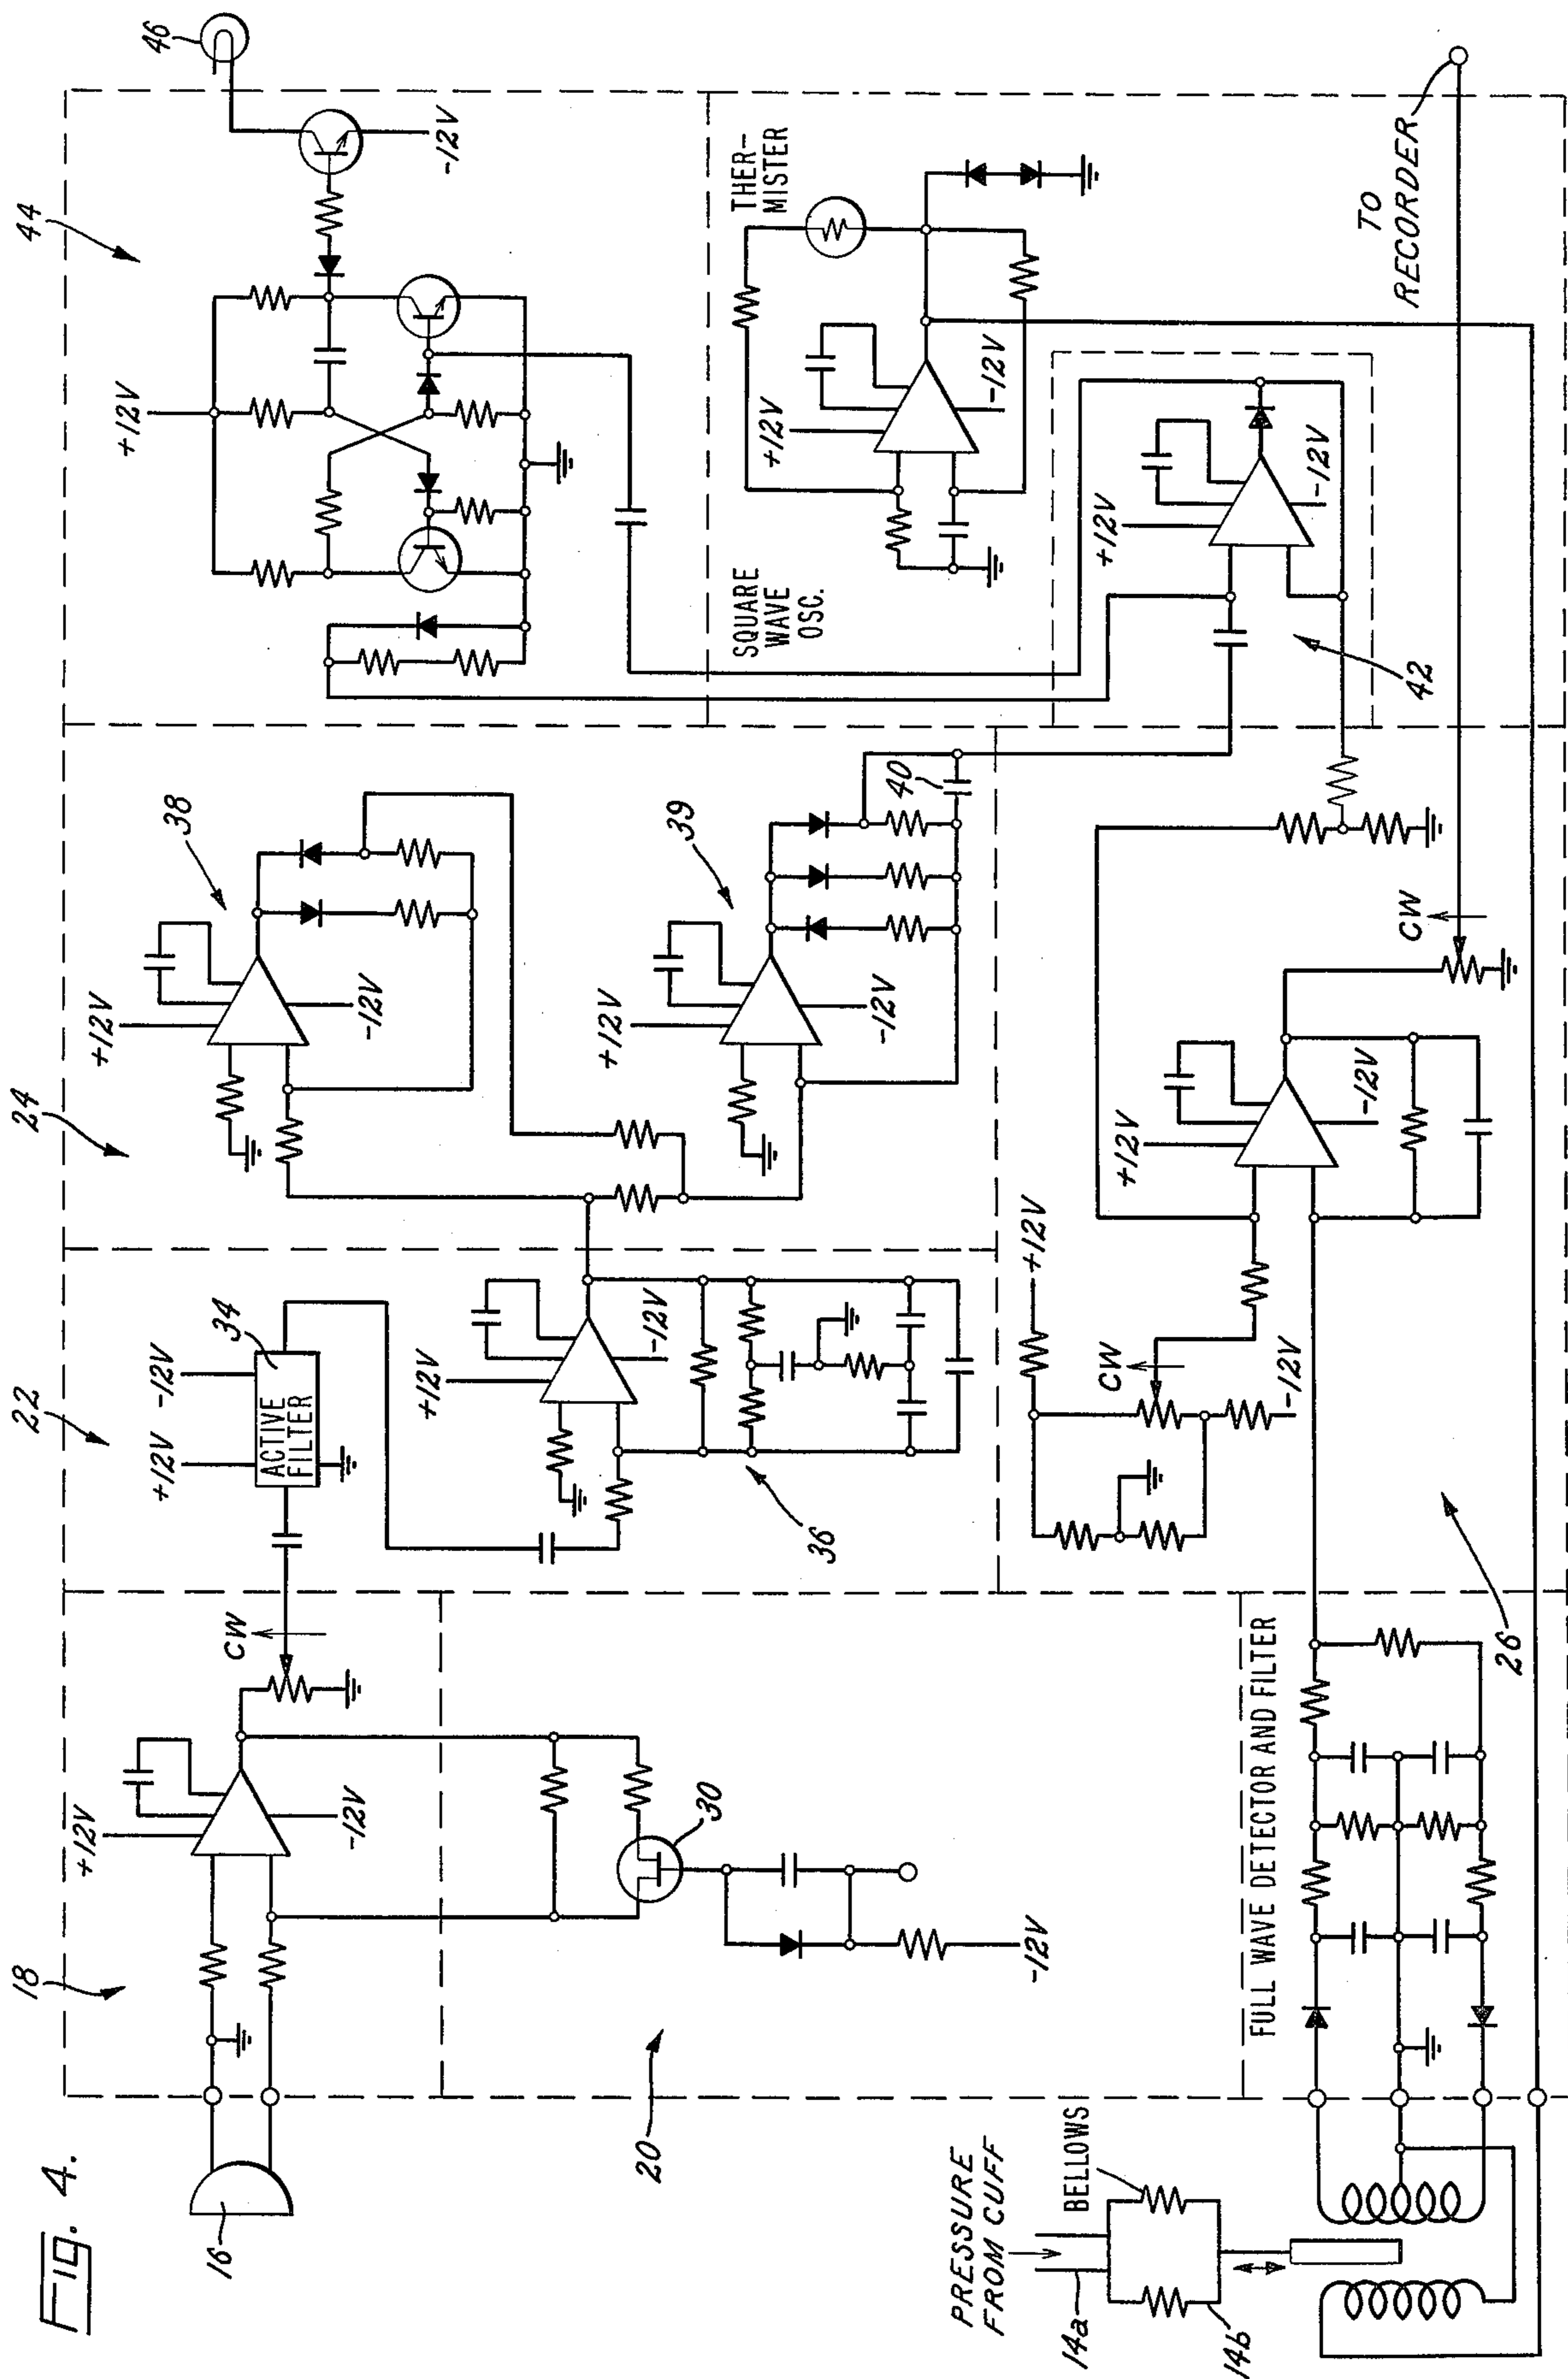 Fig. 4.
16
18
+12V
-12V
CW
20
30
-12V
22
+12V
-12V
ACTIVE
FILTER
34
+12V
-12V
36
24
+12V
-12V
38
+12V
-12V
39
40
44
+12V
-12V
46
SQUARE
WAVE
OSC.
+12V
-12V
THER-
MISTER
+12V
-12V
42
PRESSURE
FROM CUFF
14a
BELLOWS
14b
FULL WAVE DETECTOR AND FILTER
26
+12V
CW
-12V
+12V
-12V
CW
TO
RECORDER